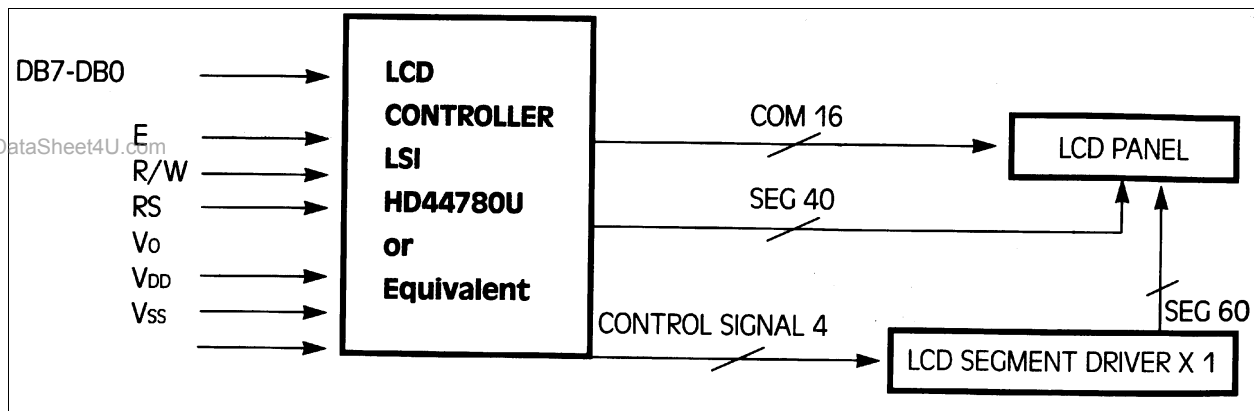 DB7-DB0
E
DataSheet4U.com
R/W
RS
Vo
VDD
VSS
LCD
CONTROLLER
LSI
HD44780U
or
Equivalent
COM 16
SEG 40
CONTROL SIGNAL 4
LCD PANEL
SEG 60
LCD SEGMENT DRIVER X 1